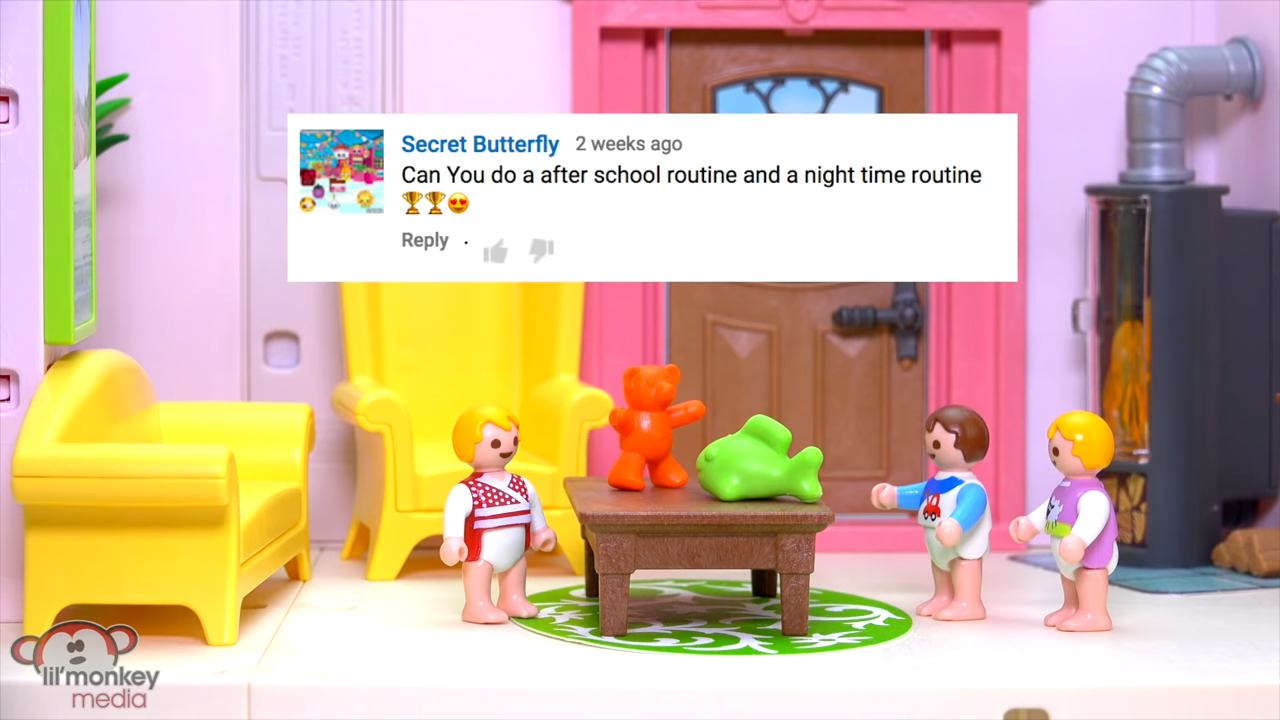 Secret Butterfly 2 weeks ago
Can You do a after school routine and a night time routine
🏆🏆😍
Reply ·
lil'monkey
media